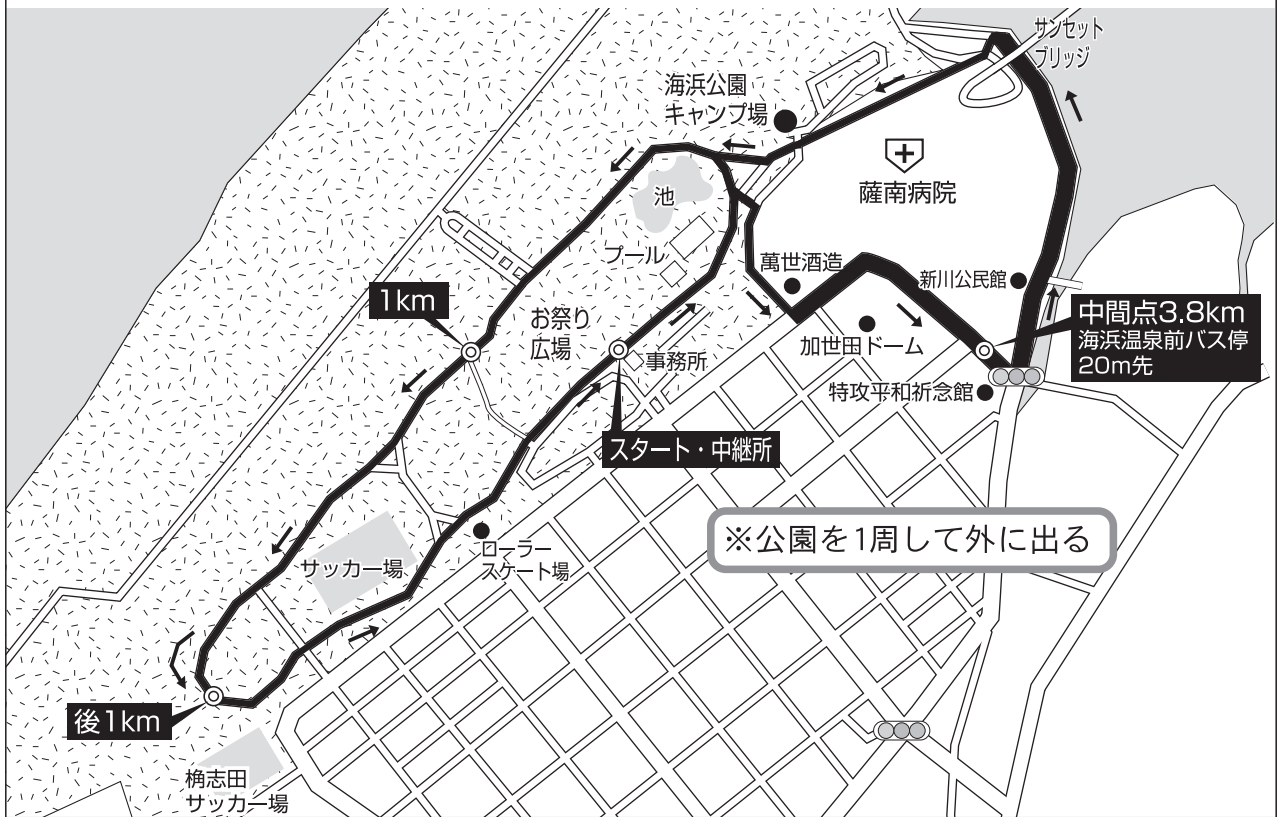 サンセット
ブリッジ
海浜公園
キャンプ場
薩南病院
池
プール
萬世酒造
新川公民館
1km
お祭り
広場
中間点3.8km
海浜温泉前バス停
20m先
加世田ドーム
事務所
特攻平和祈念館
スタート・中継所
※公園を1周して外に出る
ローラー
スケート場
サッカー場
後1km
桷志田
サッカー場